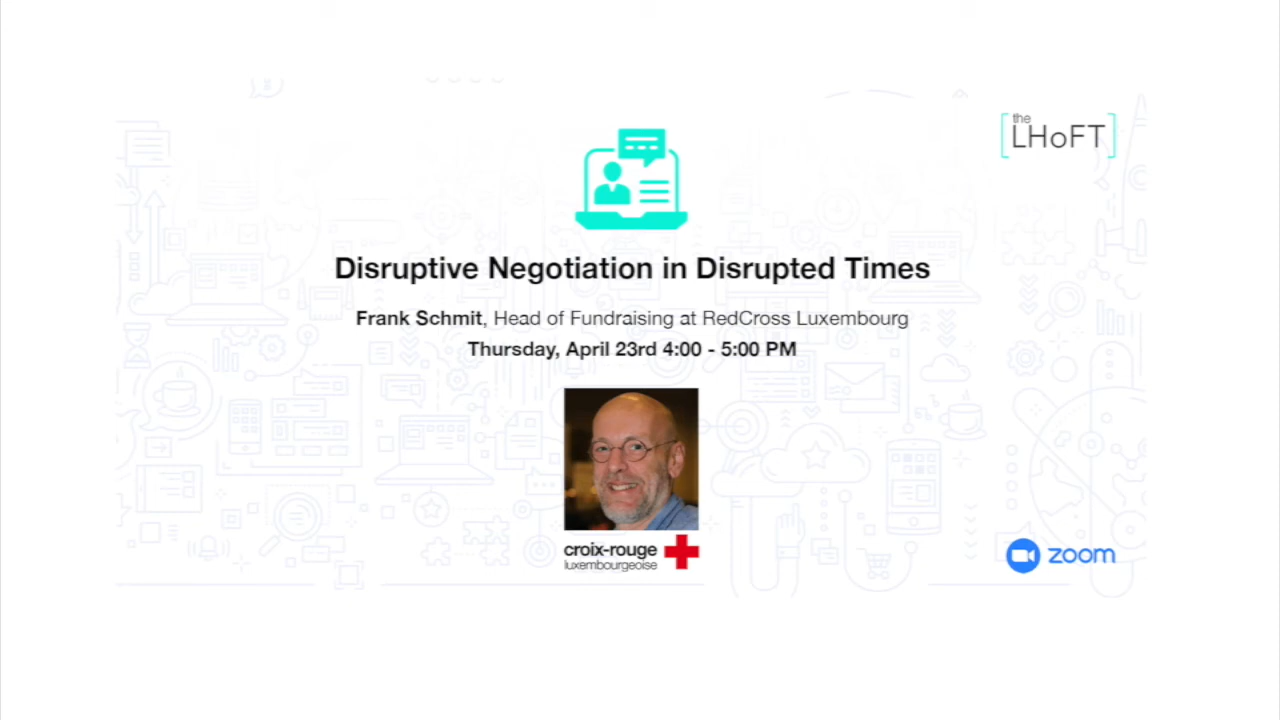 the
LHoFT
Disruptive Negotiation in Disrupted Times
Frank Schmit, Head of Fundraising at RedCross Luxembourg
Thursday, April 23rd 4:00 - 5:00 PM
croix-rouge
luxembourgeoise
zoom